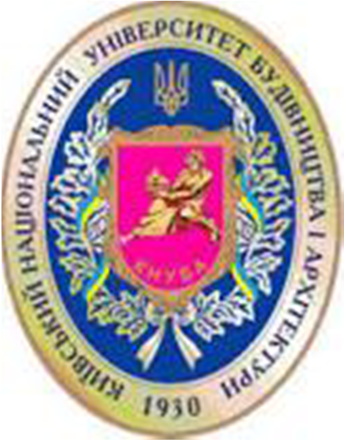 КИЇВСЬКИЙ НАЦІОНАЛЬНИЙ УНІВЕРСИТЕТ БУДІВНИЦТВА І АРХІТЕКТУРИ
КНУБА
1930